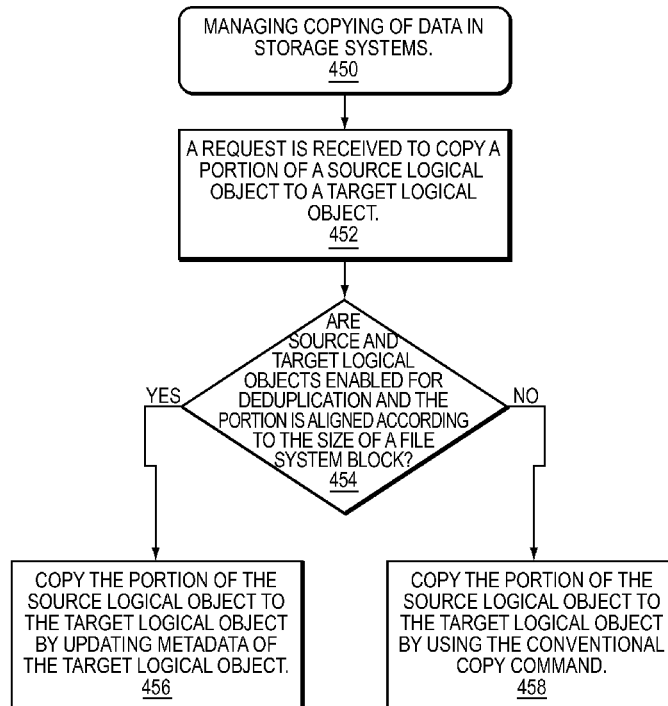 MANAGING COPYING OF DATA IN
STORAGE SYSTEMS.
450
A REQUEST IS RECEIVED TO COPY A
PORTION OF A SOURCE LOGICAL
OBJECT TO A TARGET LOGICAL
OBJECT.
452
ARE
SOURCE AND
TARGET LOGICAL
OBJECTS ENABLED FOR
DEDUPLICATION AND THE
PORTION IS ALIGNED ACCORDING
TO THE SIZE OF A FILE
SYSTEM BLOCK?
454
YES
NO
COPY THE PORTION OF THE
SOURCE LOGICAL OBJECT TO
THE TARGET LOGICAL OBJECT
BY UPDATING METADATA OF
THE TARGET LOGICAL OBJECT.
456
COPY THE PORTION OF THE
SOURCE LOGICAL OBJECT TO
THE TARGET LOGICAL OBJECT
BY USING THE CONVENTIONAL
COPY COMMAND.
458